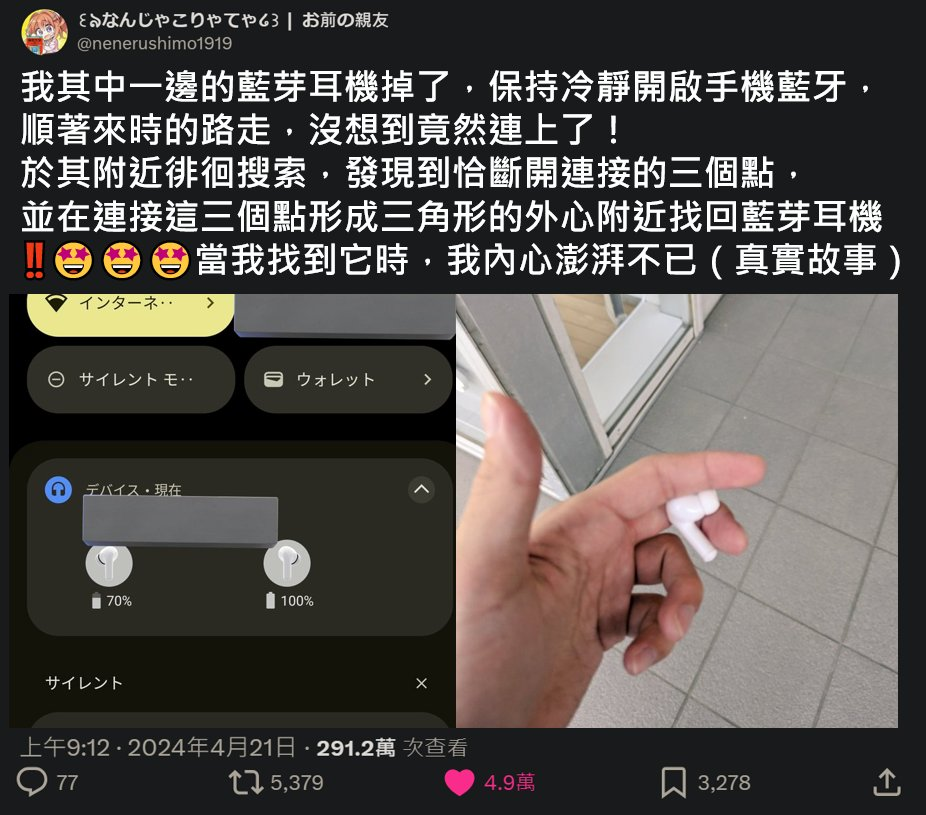 ꒰ঌなんじゃこりゃてゃ໒꒱ | お前の親友
@nenerushimo1919
我其中一邊的藍芽耳機掉了，保持冷靜開啟手機藍牙，
順著來時的路走，沒想到竟然連上了！
於其附近徘徊搜索，發現到恰斷開連接的三個點，
並在連接這三個點形成三角形的外心附近找回藍芽耳機
‼️🤩🤩🤩當我找到它時，我內心澎湃不已（真實故事）
インターネ‥
サイレント モ‥
ウォレット
デバイス・現在
70%
100%
サイレント
上午9:12 · 2024年4月21日 · 291.2萬 次查看
77
5,379
4.9萬
3,278